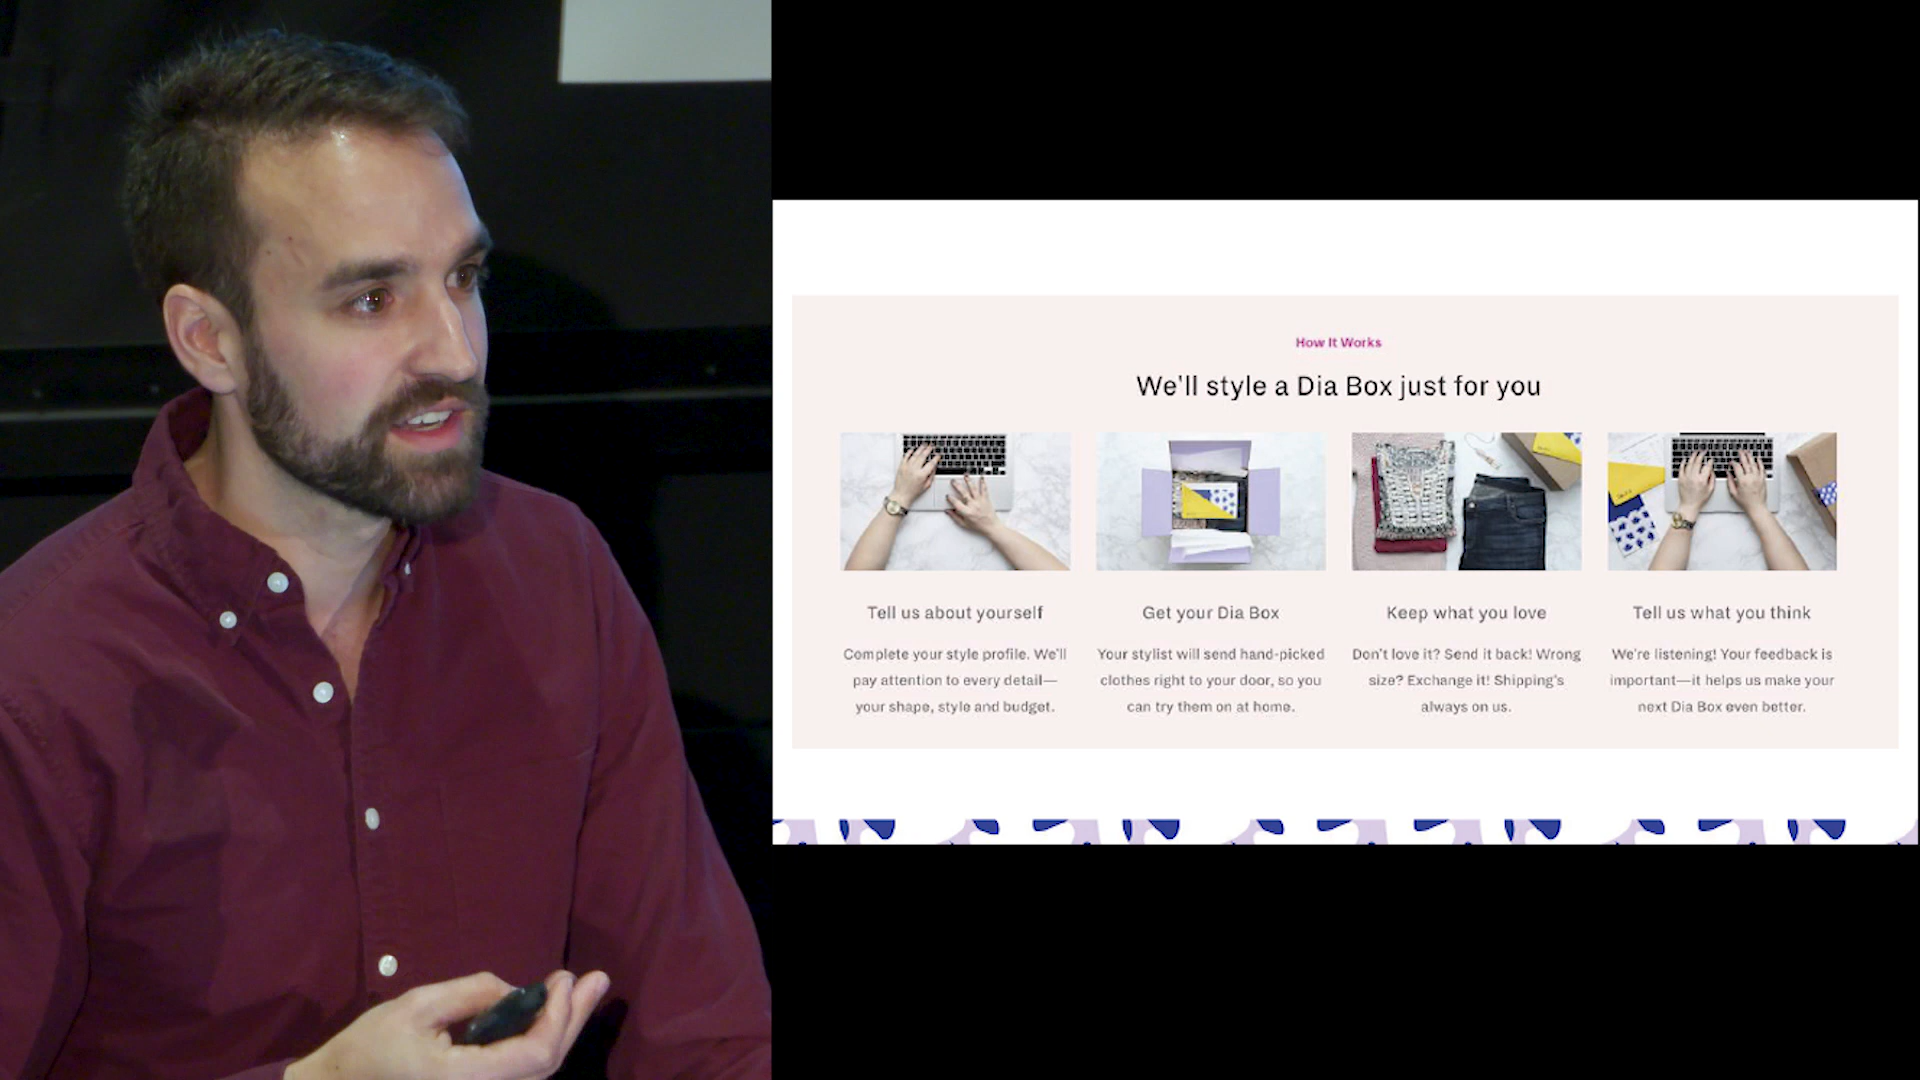 How It Works
We'll style a Dia Box just for you
Tell us about yourself
Complete your style profile. We'll
pay attention to every detail—
your shape, style and budget.
Get your Dia Box
Your stylist will send hand-picked
clothes right to your door, so you
can try them on at home.
Keep what you love
Don't love it? Send it back! Wrong
size? Exchange it! Shipping's
always on us.
Tell us what you think
We're listening! Your feedback is
important—it helps us make your
next Dia Box even better.